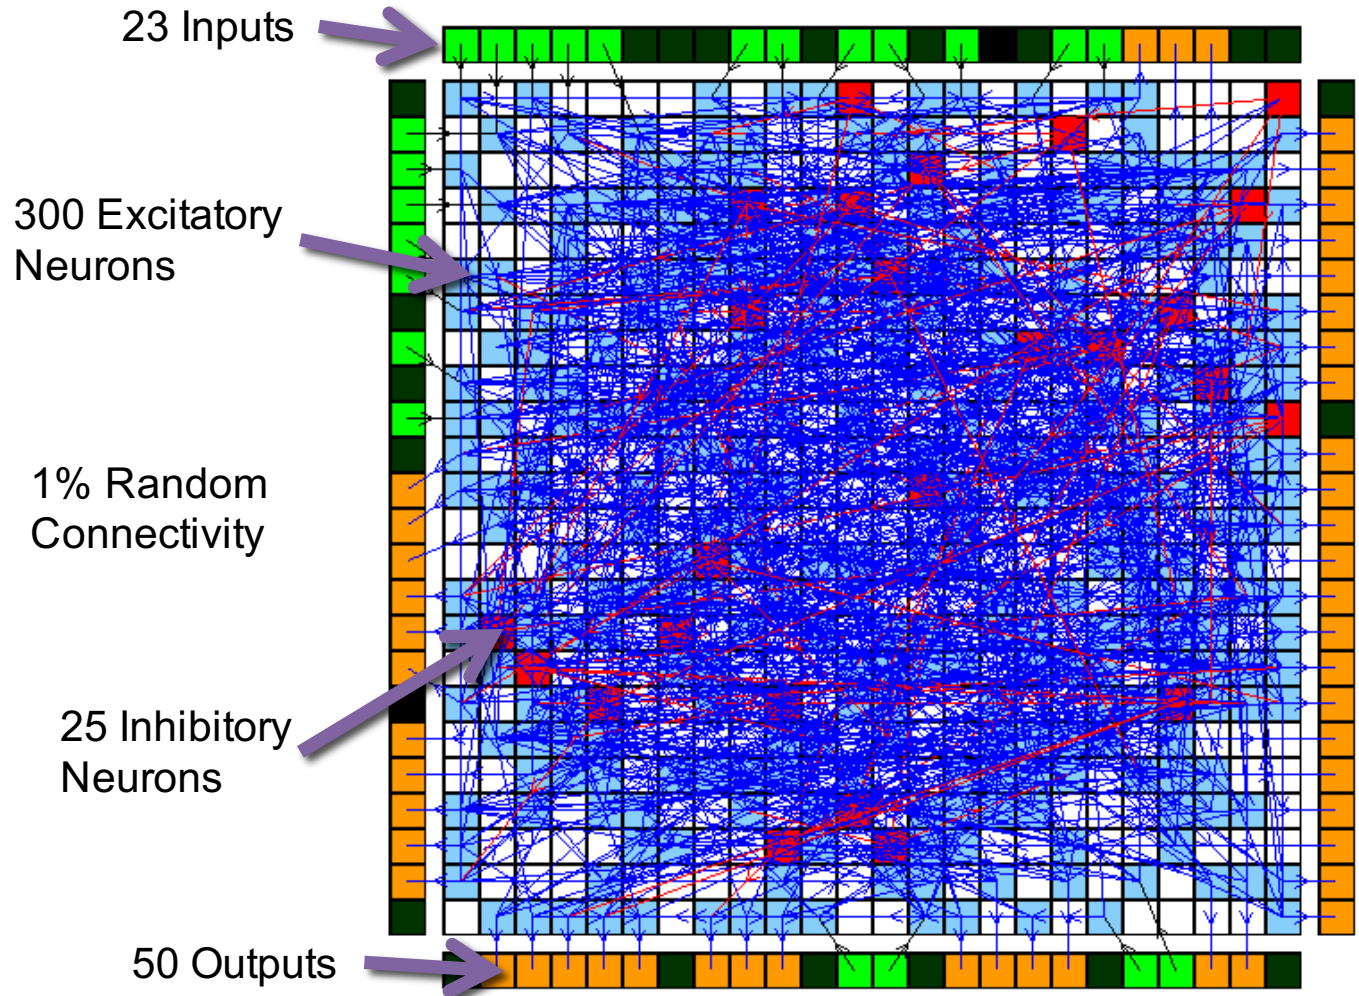 23 Inputs
300 Excitatory
Neurons
1% Random
Connectivity
25 Inhibitory
Neurons
50 Outputs